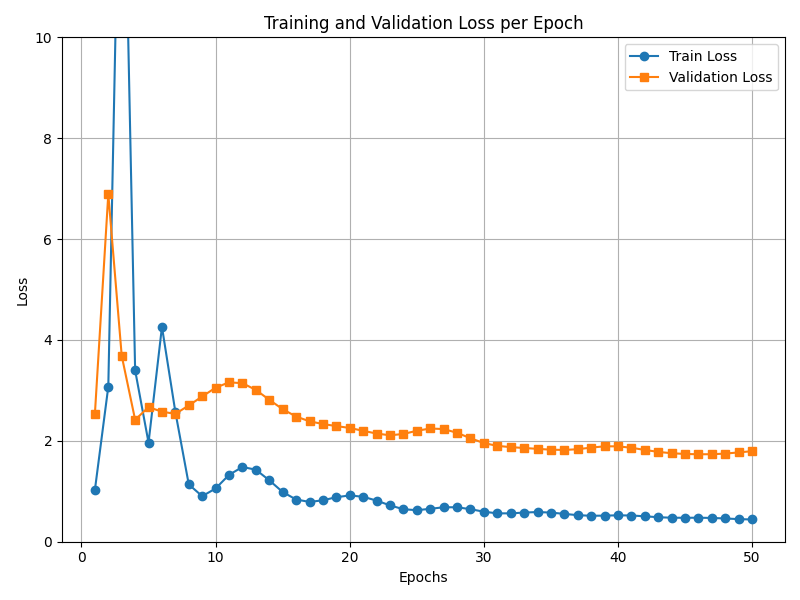 Training and Validation Loss per Epoch
Train Loss
Validation Loss
Loss
10
8
6
4
2
0
0 10 20 30 40 50
Epochs